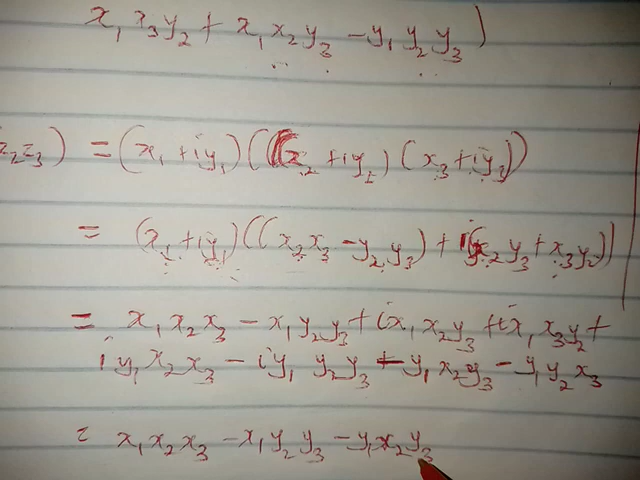 x₁x₃y₂ + x₁x₂y₃ - y₁y₂y₃)
z₂z₃) = (x₁ + iy₁)((x₂ + iy₂)(x₃ + iy₃))
= (x₁ + iy₁)((x₂x₃ - y₂y₃) + i(x₂y₃ + x₃y₂))
= x₁x₂x₃ - x₁y₂y₃ + ix₁x₂y₃ + ix₁x₃y₂ +
iy₁x₂x₃ - iy₁y₂y₃ - y₁x₂y₃ - y₁y₂x₃
= x₁x₂x₃ - x₁y₂y₃ - y₁x₂y₃